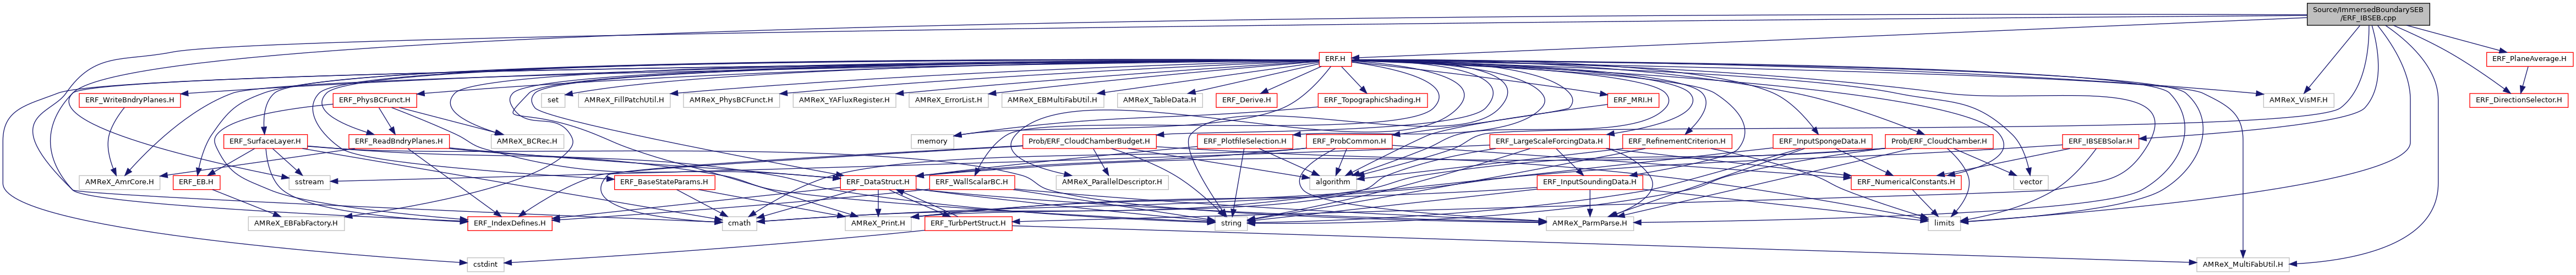 Source/ImmersedBoundarySEB
/ERF_IBSEB.cpp
ERF.H
ERF_PlaneAverage.H
ERF_WriteBndryPlanes.H
ERF_PhysBCFunct.H
set
AMReX_FillPatchUtil.H
AMReX_PhysBCFunct.H
AMReX_YAFluxRegister.H
AMReX_ErrorList.H
AMReX_EBMultiFabUtil.H
AMReX_TableData.H
ERF_Derive.H
ERF_TopographicShading.H
ERF_MRI.H
AMReX_VisMF.H
ERF_DirectionSelector.H
ERF_SurfaceLayer.H
ERF_ReadBndryPlanes.H
AMReX_BCRec.H
memory
Prob/ERF_CloudChamberBudget.H
ERF_PlotfileSelection.H
ERF_ProbCommon.H
ERF_LargeScaleForcingData.H
ERF_RefinementCriterion.H
ERF_InputSpongeData.H
Prob/ERF_CloudChamber.H
ERF_IBSEBSolar.H
AMReX_AmrCore.H
ERF_EB.H
sstream
ERF_BaseStateParams.H
ERF_DataStruct.H
ERF_WallScalarBC.H
AMReX_ParallelDescriptor.H
algorithm
ERF_InputSoundingData.H
ERF_NumericalConstants.H
vector
AMReX_EBFabFactory.H
ERF_IndexDefines.H
cmath
AMReX_Print.H
ERF_TurbPertStruct.H
string
AMReX_ParmParse.H
limits
cstdint
AMReX_MultiFabUtil.H